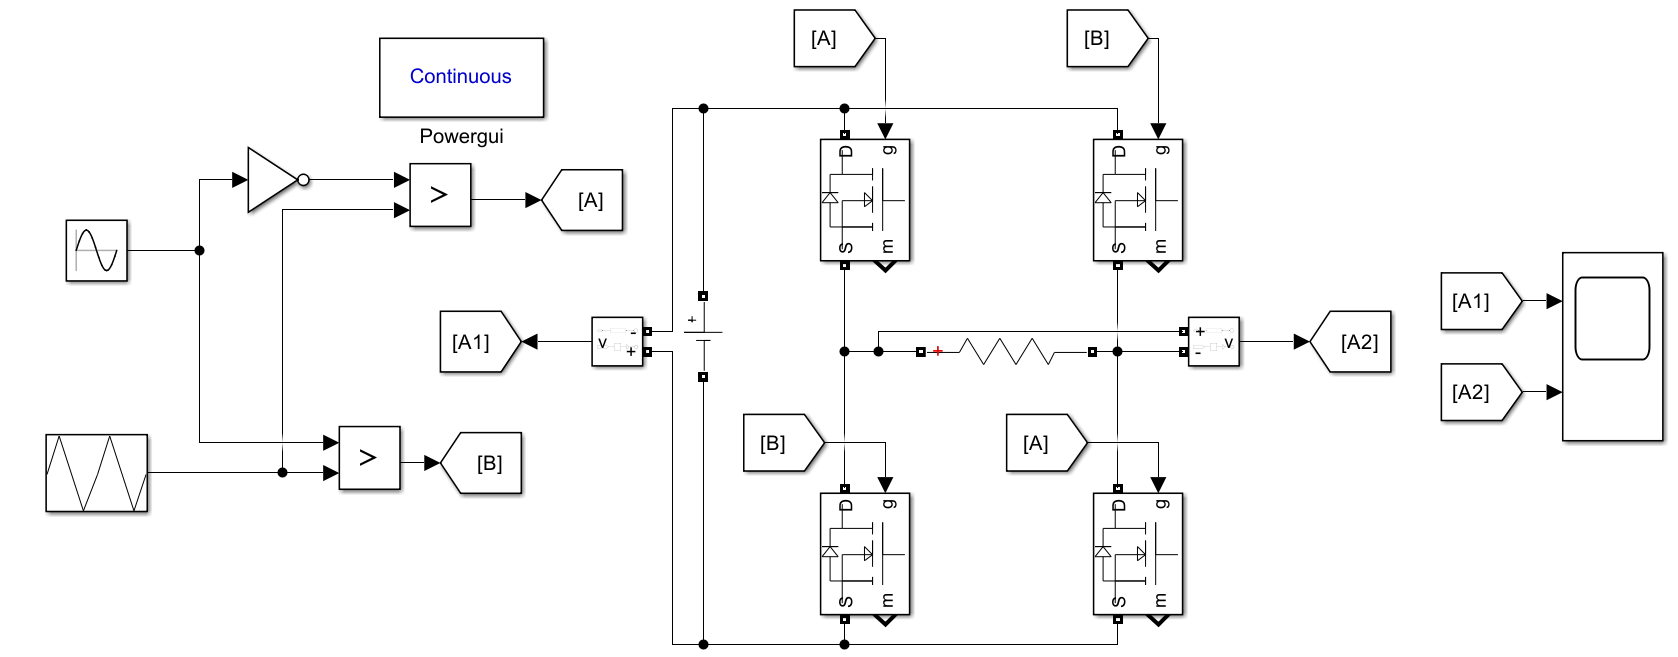 [A]
[B]
Continuous
Powergui
D
g
D
g
>
[A]
S
m
S
m
[A1]
-
v
+
+
+
+
v
-
[A2]
[A1]
[A2]
[B]
[A]
>
[B]
D
g
D
g
S
m
S
m